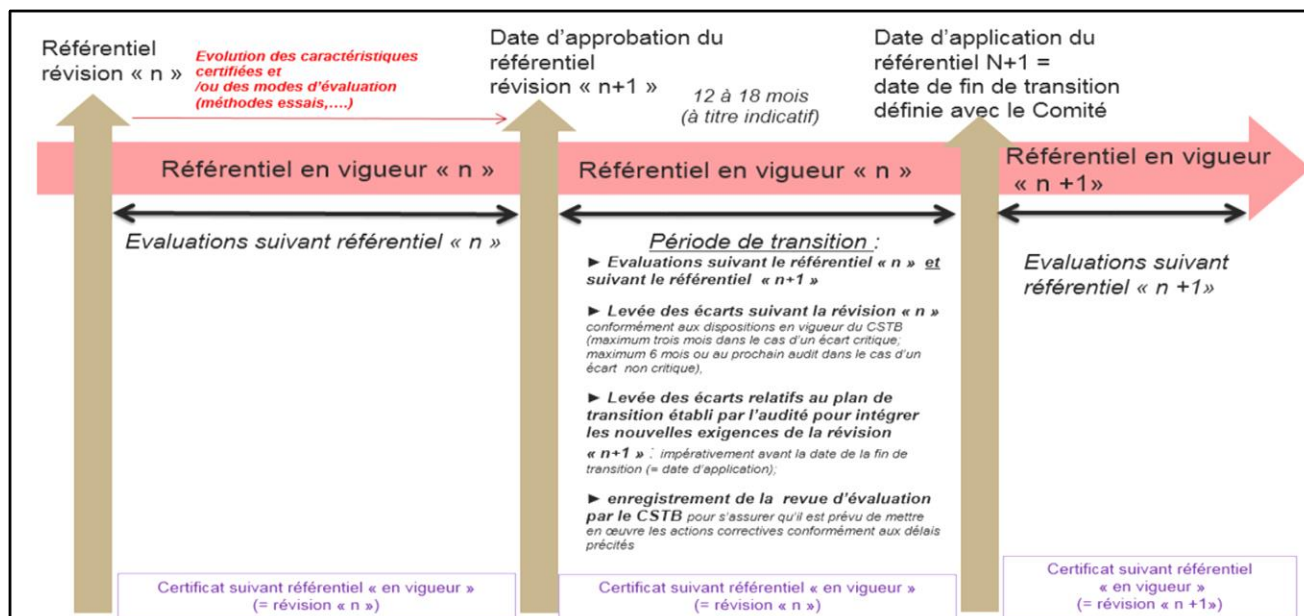 Référentiel
révision « n »
Evolution des caractéristiques
certifiées et
/ou des modes d'évaluation
(méthodes essais,....)
Date d'approbation du
référentiel
révision « n+1 »
12 à 18 mois
(à titre indicatif)
Date d'application du
référentiel N+1 =
date de fin de transition
définie avec le Comité
Référentiel en vigueur « n »
Référentiel en vigueur « n »
Référentiel en vigueur
« n +1»
Evaluations suivant référentiel « n »
Période de transition :
► Evaluations suivant le référentiel « n » et
suivant le référentiel « n+1 »
► Levée des écarts suivant la révision « n »
conformément aux dispositions en vigueur du CSTB
(maximum trois mois dans le cas d'un écart critique;
maximum 6 mois ou au prochain audit dans le cas d'un
écart non critique),
► Levée des écarts relatifs au plan de
transition établi par l'audité pour intégrer
les nouvelles exigences de la révision
« n+1 » : impérativement avant la date de la fin de
transition (= date d'application);
► enregistrement de la revue d'évaluation
par le CSTB pour s'assurer qu'il est prévu de mettre
en œuvre les actions correctives conformément aux délais
précités
Evaluations suivant
référentiel « n +1»
Certificat suivant référentiel « en vigueur »
(= révision « n »)
Certificat suivant référentiel « en vigueur »
(= révision « n »)
Certificat suivant référentiel
« en vigueur »
(= révision « n +1»)